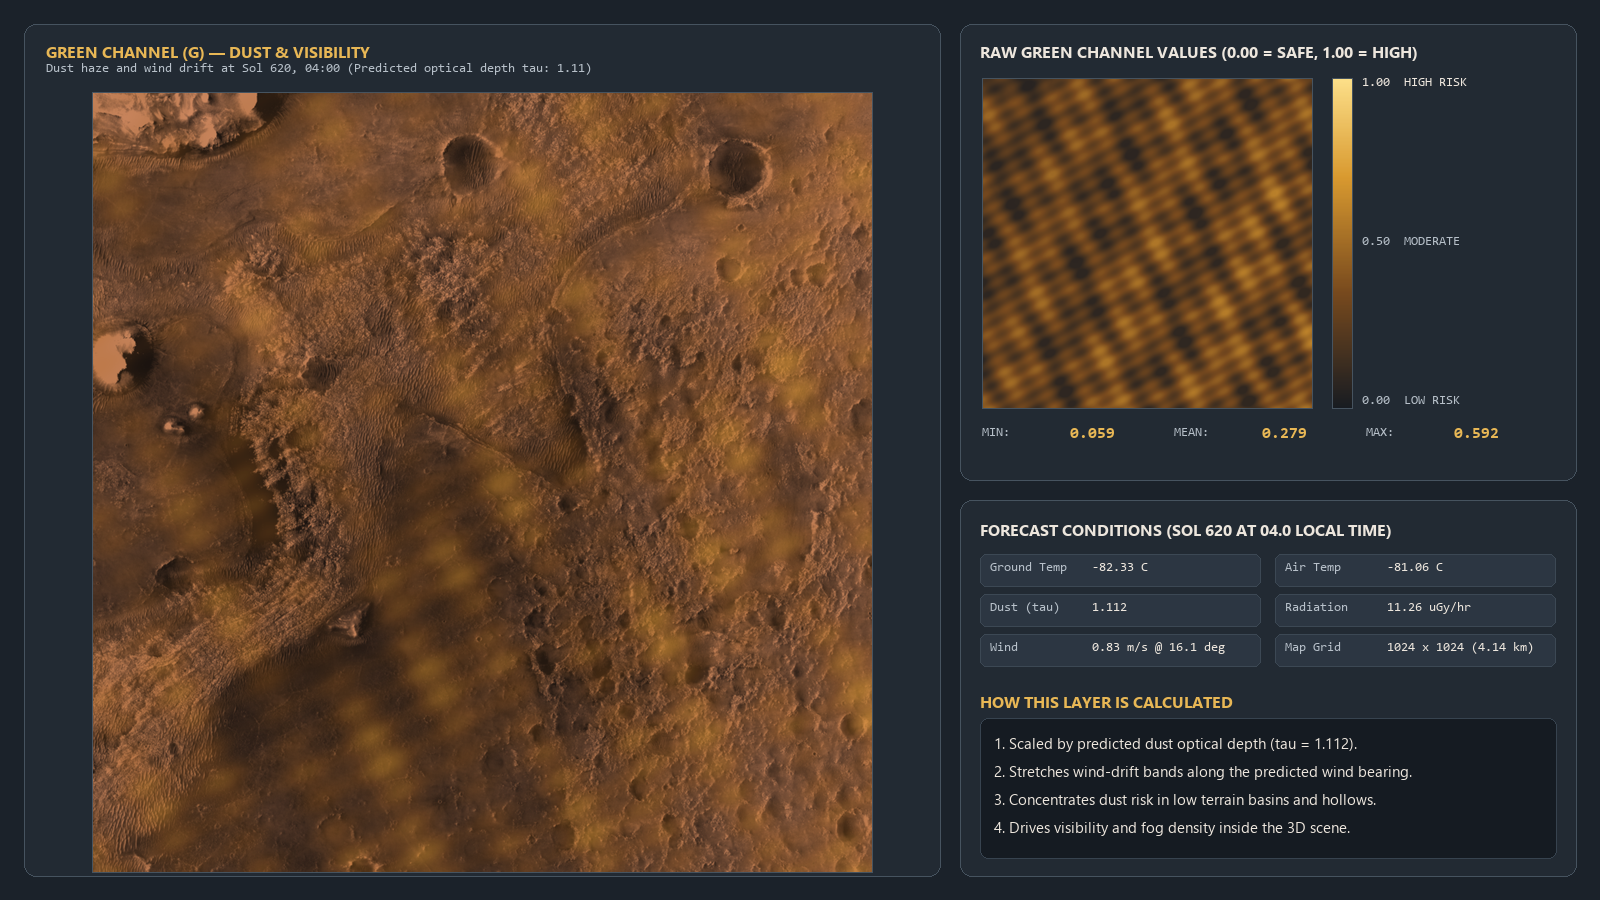 GREEN CHANNEL (G) — DUST & VISIBILITY
Dust haze and wind drift at Sol 620, 04:00 (Predicted optical depth tau: 1.11)
RAW GREEN CHANNEL VALUES (0.00 = SAFE, 1.00 = HIGH)
1.00 HIGH RISK
0.50 MODERATE
0.00 LOW RISK
MIN: 0.059 MEAN: 0.279 MAX: 0.592
FORECAST CONDITIONS (SOL 620 AT 04.0 LOCAL TIME)
Ground Temp -82.33 C
Air Temp -81.06 C
Dust (tau) 1.112
Radiation 11.26 uGy/hr
Wind 0.83 m/s @ 16.1 deg
Map Grid 1024 x 1024 (4.14 km)
HOW THIS LAYER IS CALCULATED
1. Scaled by predicted dust optical depth (tau = 1.112).
2. Stretches wind-drift bands along the predicted wind bearing.
3. Concentrates dust risk in low terrain basins and hollows.
4. Drives visibility and fog density inside the 3D scene.